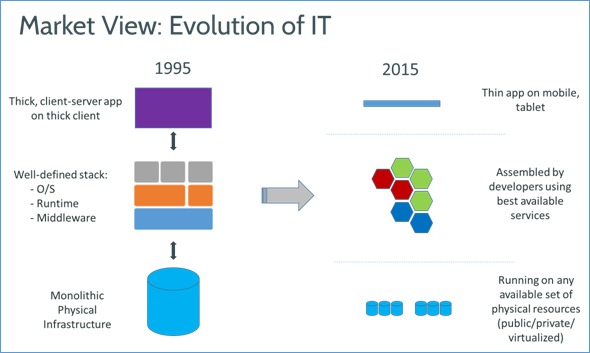 Market View: Evolution of IT
1995
2015
Thick, client-server app
on thick client
Thin app on mobile,
tablet
Well-defined stack:
- O/S
- Runtime
- Middleware
Assembled by
developers using
best available
services
Monolithic
Physical
Infrastructure
Running on any
available set of
physical resources
(public/private/
virtualized)